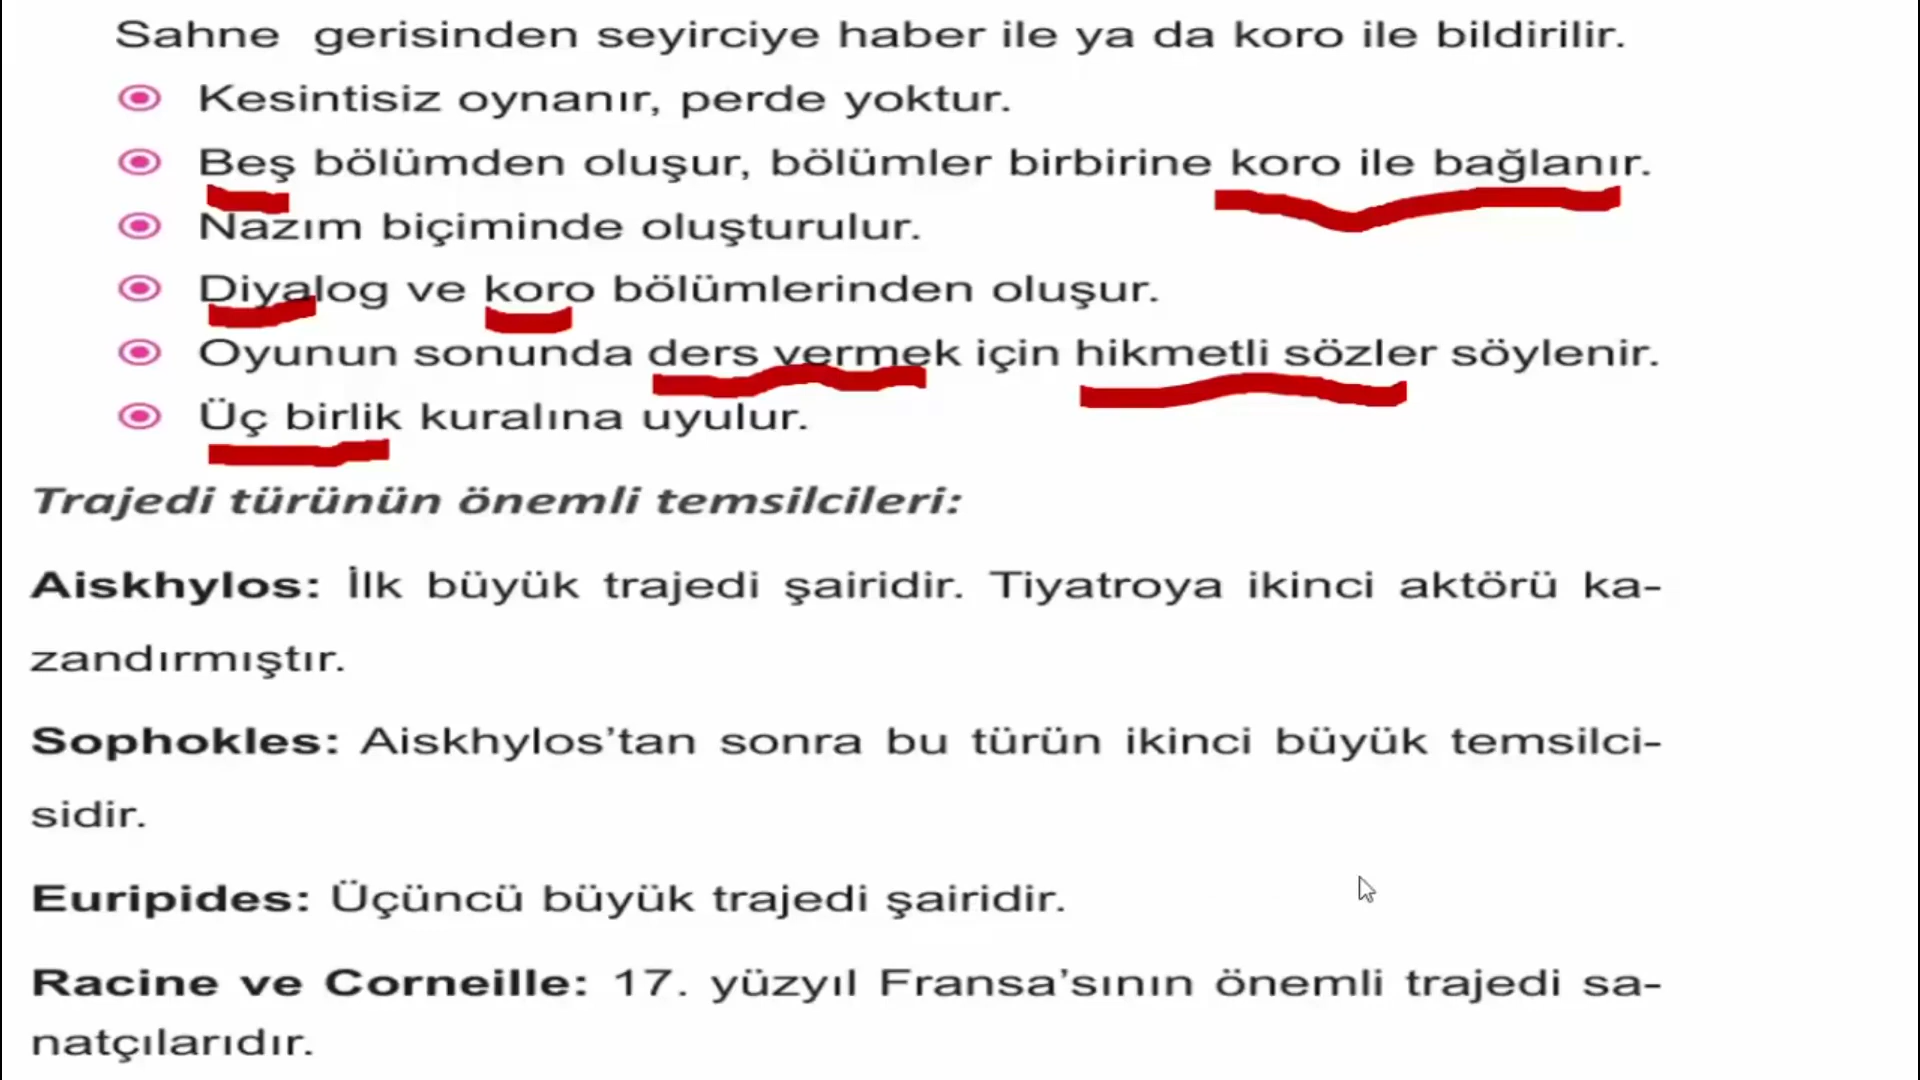 Sahne gerisinden seyirciye haber ile ya da koro ile bildirilir.
Kesintisiz oynanır, perde yoktur.
Beş bölümden oluşur, bölümler birbirine koro ile bağlanır.
Nazım biçiminde oluşturulur.
Diyalog ve koro bölümlerinden oluşur.
Oyunun sonunda ders vermek için hikmetli sözler söylenir.
Üç birlik kuralına uyulur.
Trajedi türünün önemli temsilcileri:
Aiskhylos: İlk büyük trajedi şairidir. Tiyatroya ikinci aktörü ka-
zandırmıştır.
Sophokles: Aiskhylos’tan sonra bu türün ikinci büyük temsilci-
sidir.
Euripides: Üçüncü büyük trajedi şairidir.
Racine ve Corneille: 17. yüzyıl Fransa’sının önemli trajedi sa-
natçılarıdır.